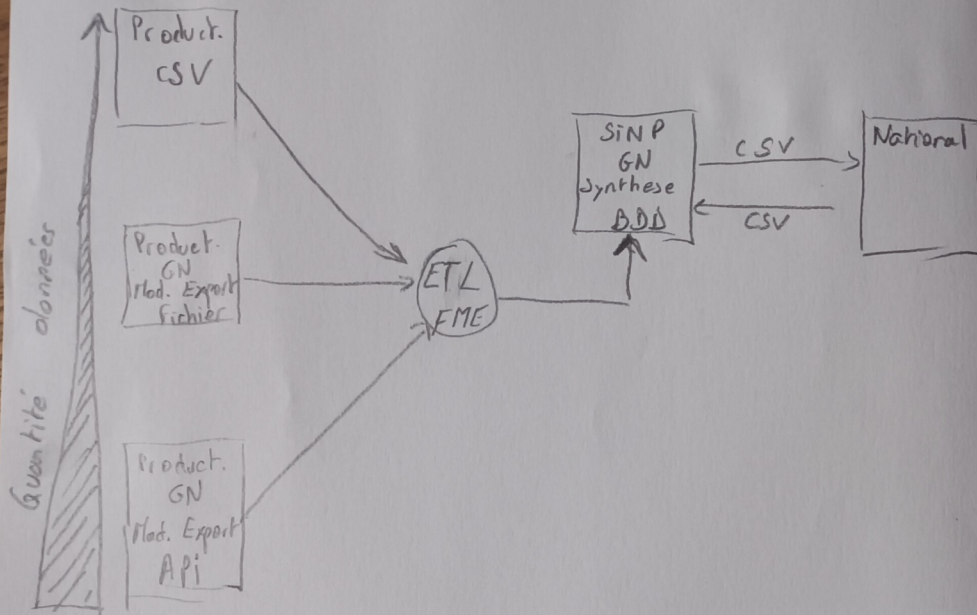 Product.
CSV
Quantité données
Product.
GN
Mod. Export
Fichier
Product.
GN
Mod. Export
APi
ETL
FME
SiNP
GN
Synthese
BDD
CSV
CSV
National